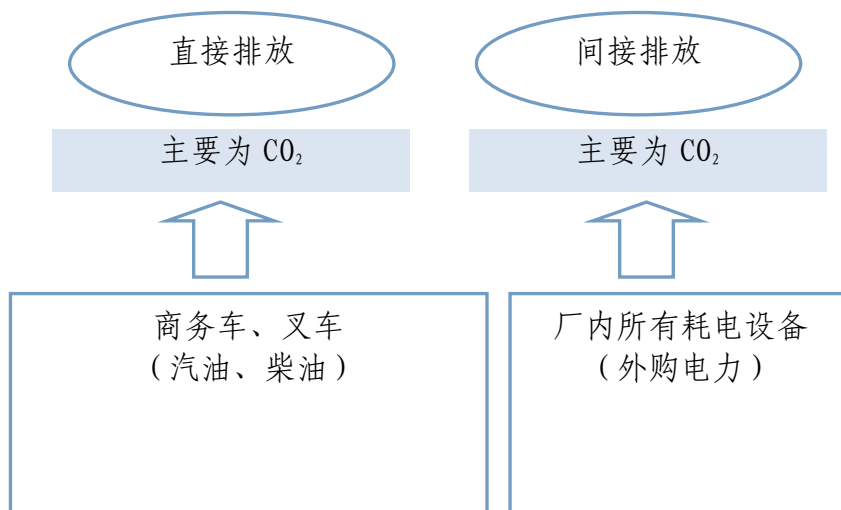 直接排放
间接排放
主要为 CO₂
主要为 CO₂
商务车、叉车
（汽油、柴油）
厂内所有耗电设备
（外购电力）